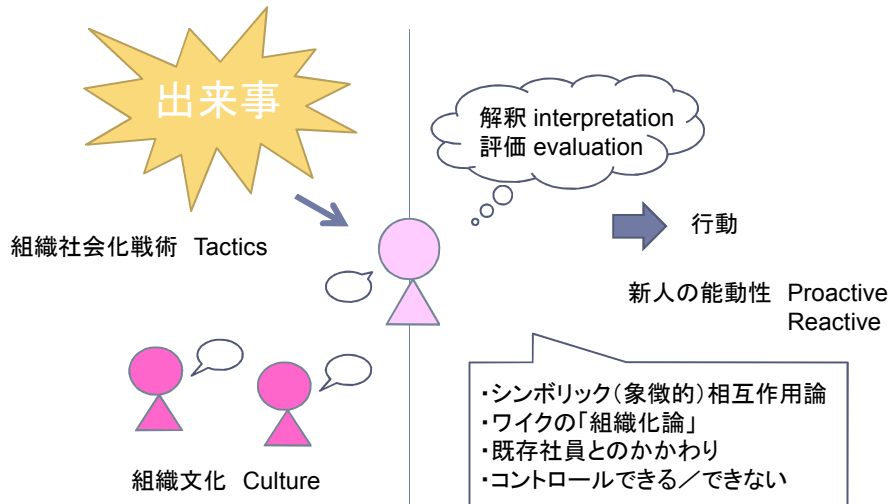 出来事
解釈 interpretation
評価 evaluation
組織社会化戦術 Tactics
行動
新人の能動性 Proactive
Reactive
・シンボリック(象徴的)相互作用論
・ワイクの「組織化論」
・既存社員とのかかわり
・コントロールできる／できない
組織文化 Culture